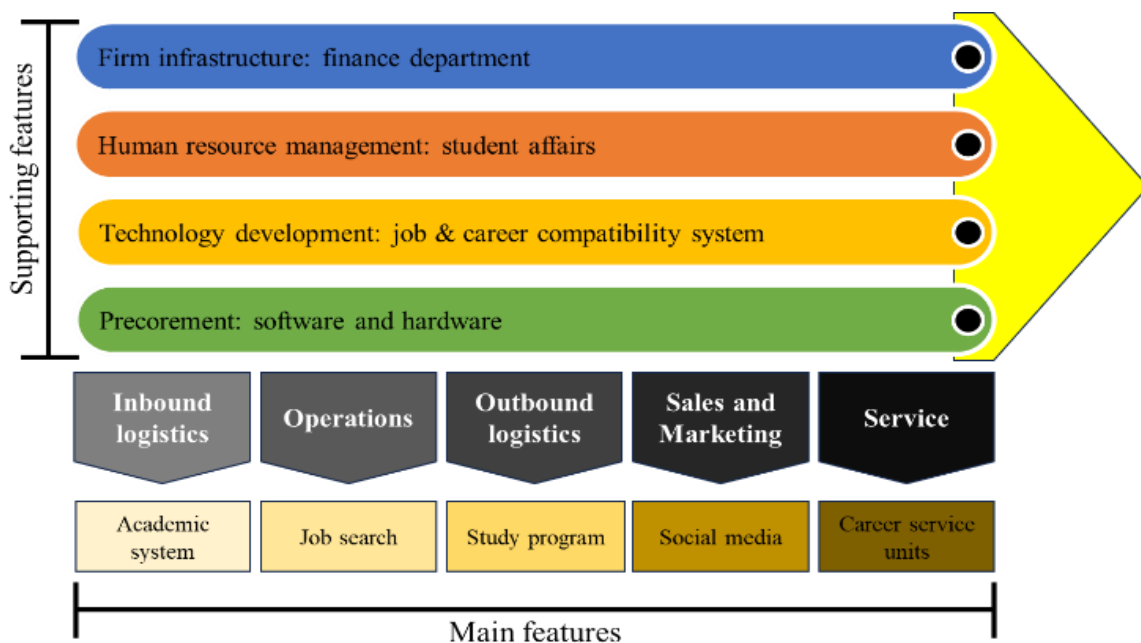 Supporting features
Firm infrastructure: finance department
Human resource management: student affairs
Technology development: job & career compatibility system
Precorement: software and hardware
Inbound
logistics
Operations
Outbound
logistics
Sales and
Marketing
Service
Academic
system
Job search
Study program
Social media
Career service
units
Main features